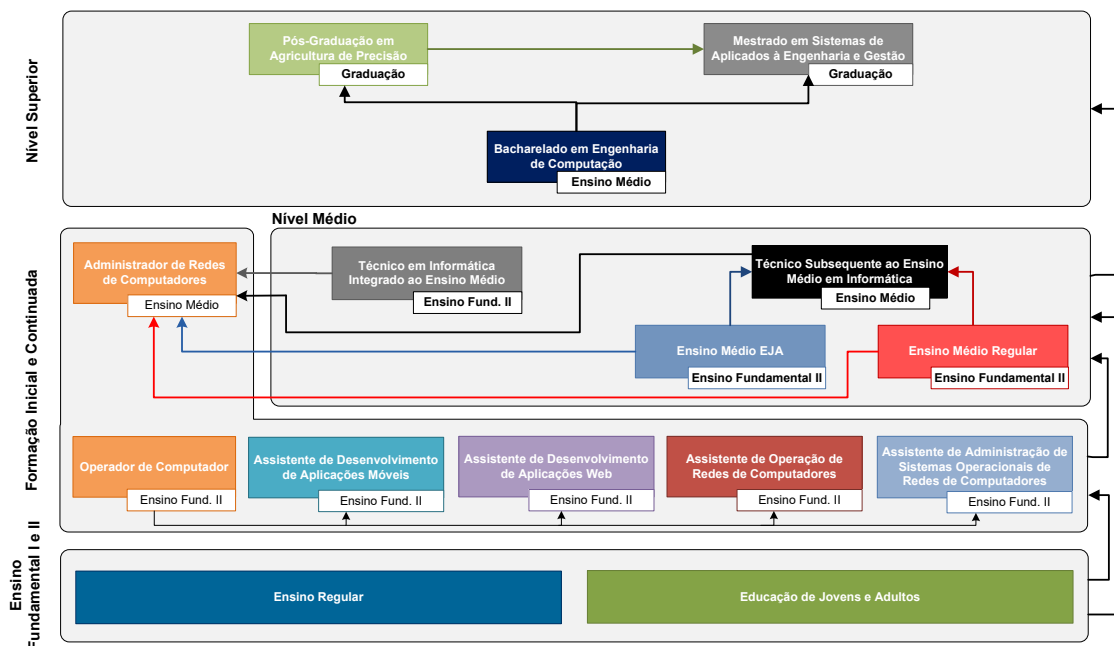 Nível Superior
Pós-Graduação em
Agricultura de Precisão
Graduação
Mestrado em Sistemas de
Aplicados à Engenharia e Gestão
Graduação
Bacharelado em Engenharia
de Computação
Ensino Médio
Nível Médio
Formação Inicial e Continuada
Administrador de Redes
de Computadores
Ensino Médio
Técnico em Informática
Integrado ao Ensino Médio
Ensino Fund. II
Técnico Subsequente ao Ensino
Médio em Informática
Ensino Médio
Ensino Médio EJA
Ensino Fundamental II
Ensino Médio Regular
Ensino Fundamental II
Operador de Computador
Ensino Fund. II
Assistente de Desenvolvimento
de Aplicações Móveis
Ensino Fund. II
Assistente de Desenvolvimento
de Aplicações Web
Ensino Fund. II
Assistente de Operação de
Redes de Computadores
Ensino Fund. II
Assistente de Administração de
Sistemas Operacionais de
Redes de Computadores
Ensino Fund. II
Ensino
Fundamental I e II
Ensino Regular
Educação de Jovens e Adultos